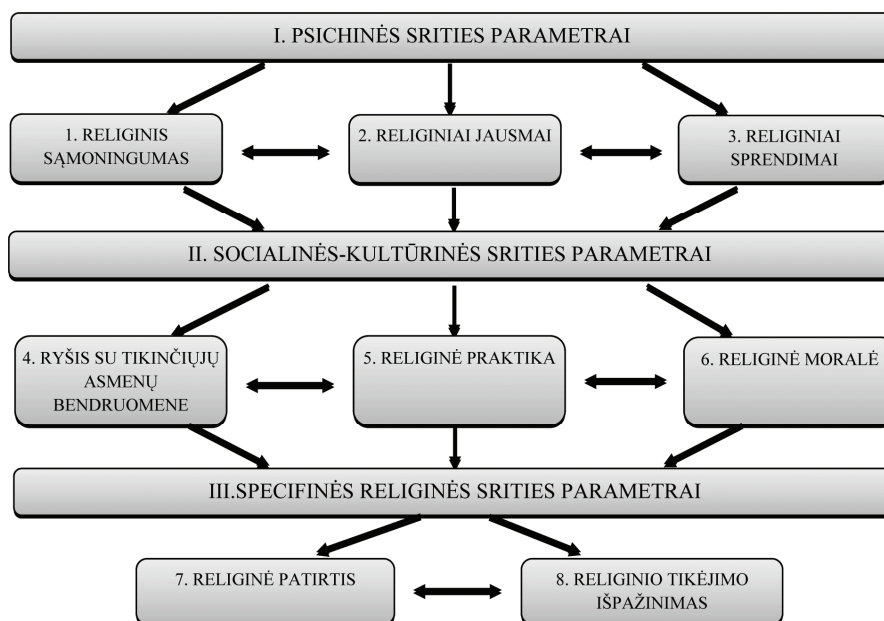 I. PSICHINĖS SRITIES PARAMETRAI
1. RELIGINIS
SĄMONINGUMAS
2. RELIGINIAI JAUSMAI
3. RELIGINIAI
SPRENDIMAI
II. SOCIALINĖS-KULTŪRINĖS SRITIES PARAMETRAI
4. RYŠIS SU TIKINČIŲJŲ
ASMENŲ
BENDRUOMENE
5. RELIGINĖ PRAKTIKA
6. RELIGINĖ MORALĖ
III.SPECIFINĖS RELIGINĖS SRITIES PARAMETRAI
7. RELIGINĖ PATIRTIS
8. RELIGINIO TIKĖJIMO
IŠPAŽINIMAS